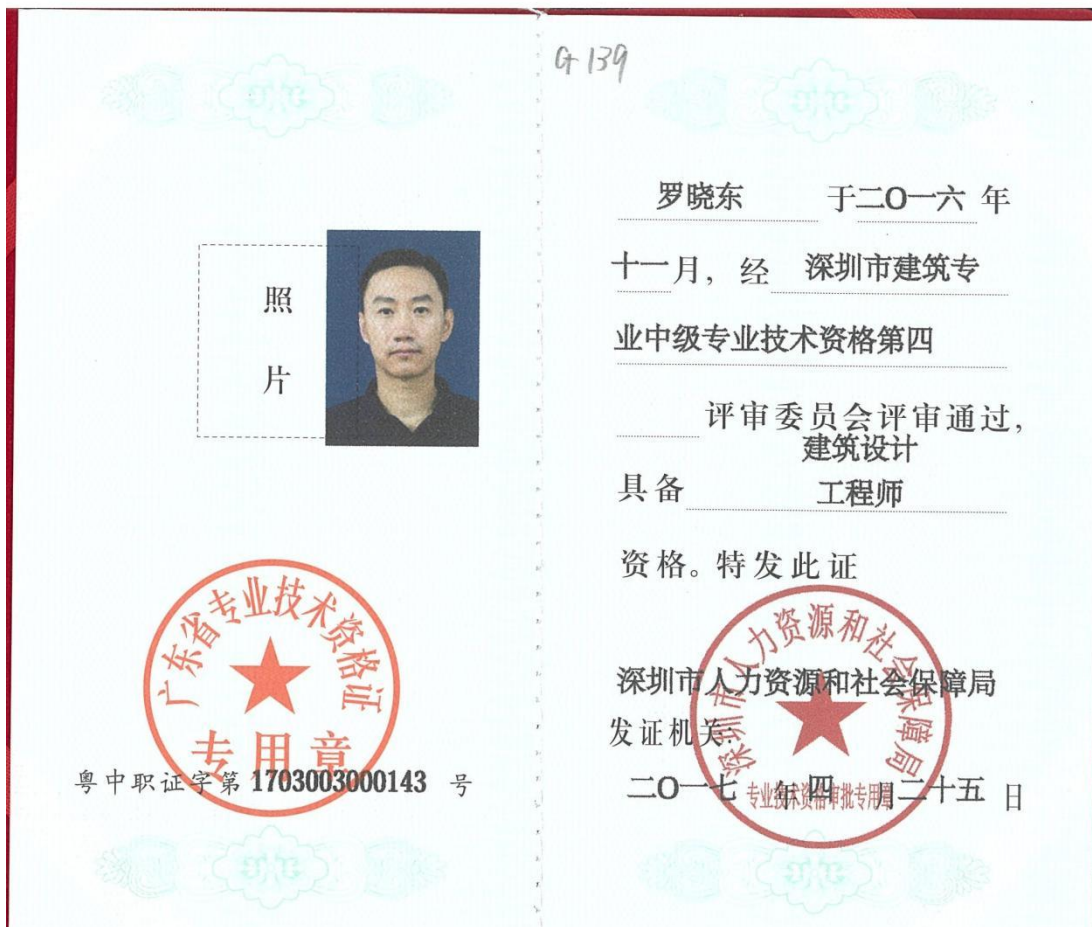 照
片
广东省专业技术资格证
专用章
粤中职证字第 1703003000143 号
G139
罗晓东 于二O一六年
十一月,经 深圳市建筑专
业中级专业技术资格第四
评审委员会评审通过,
建筑设计
具备 工程师
资格。特发此证
深圳市人力资源和社会保障局
深圳市人力资源和社会保障局
发证机关:
专业技术资格审批专用章
二O一七 年 四 月二十五 日